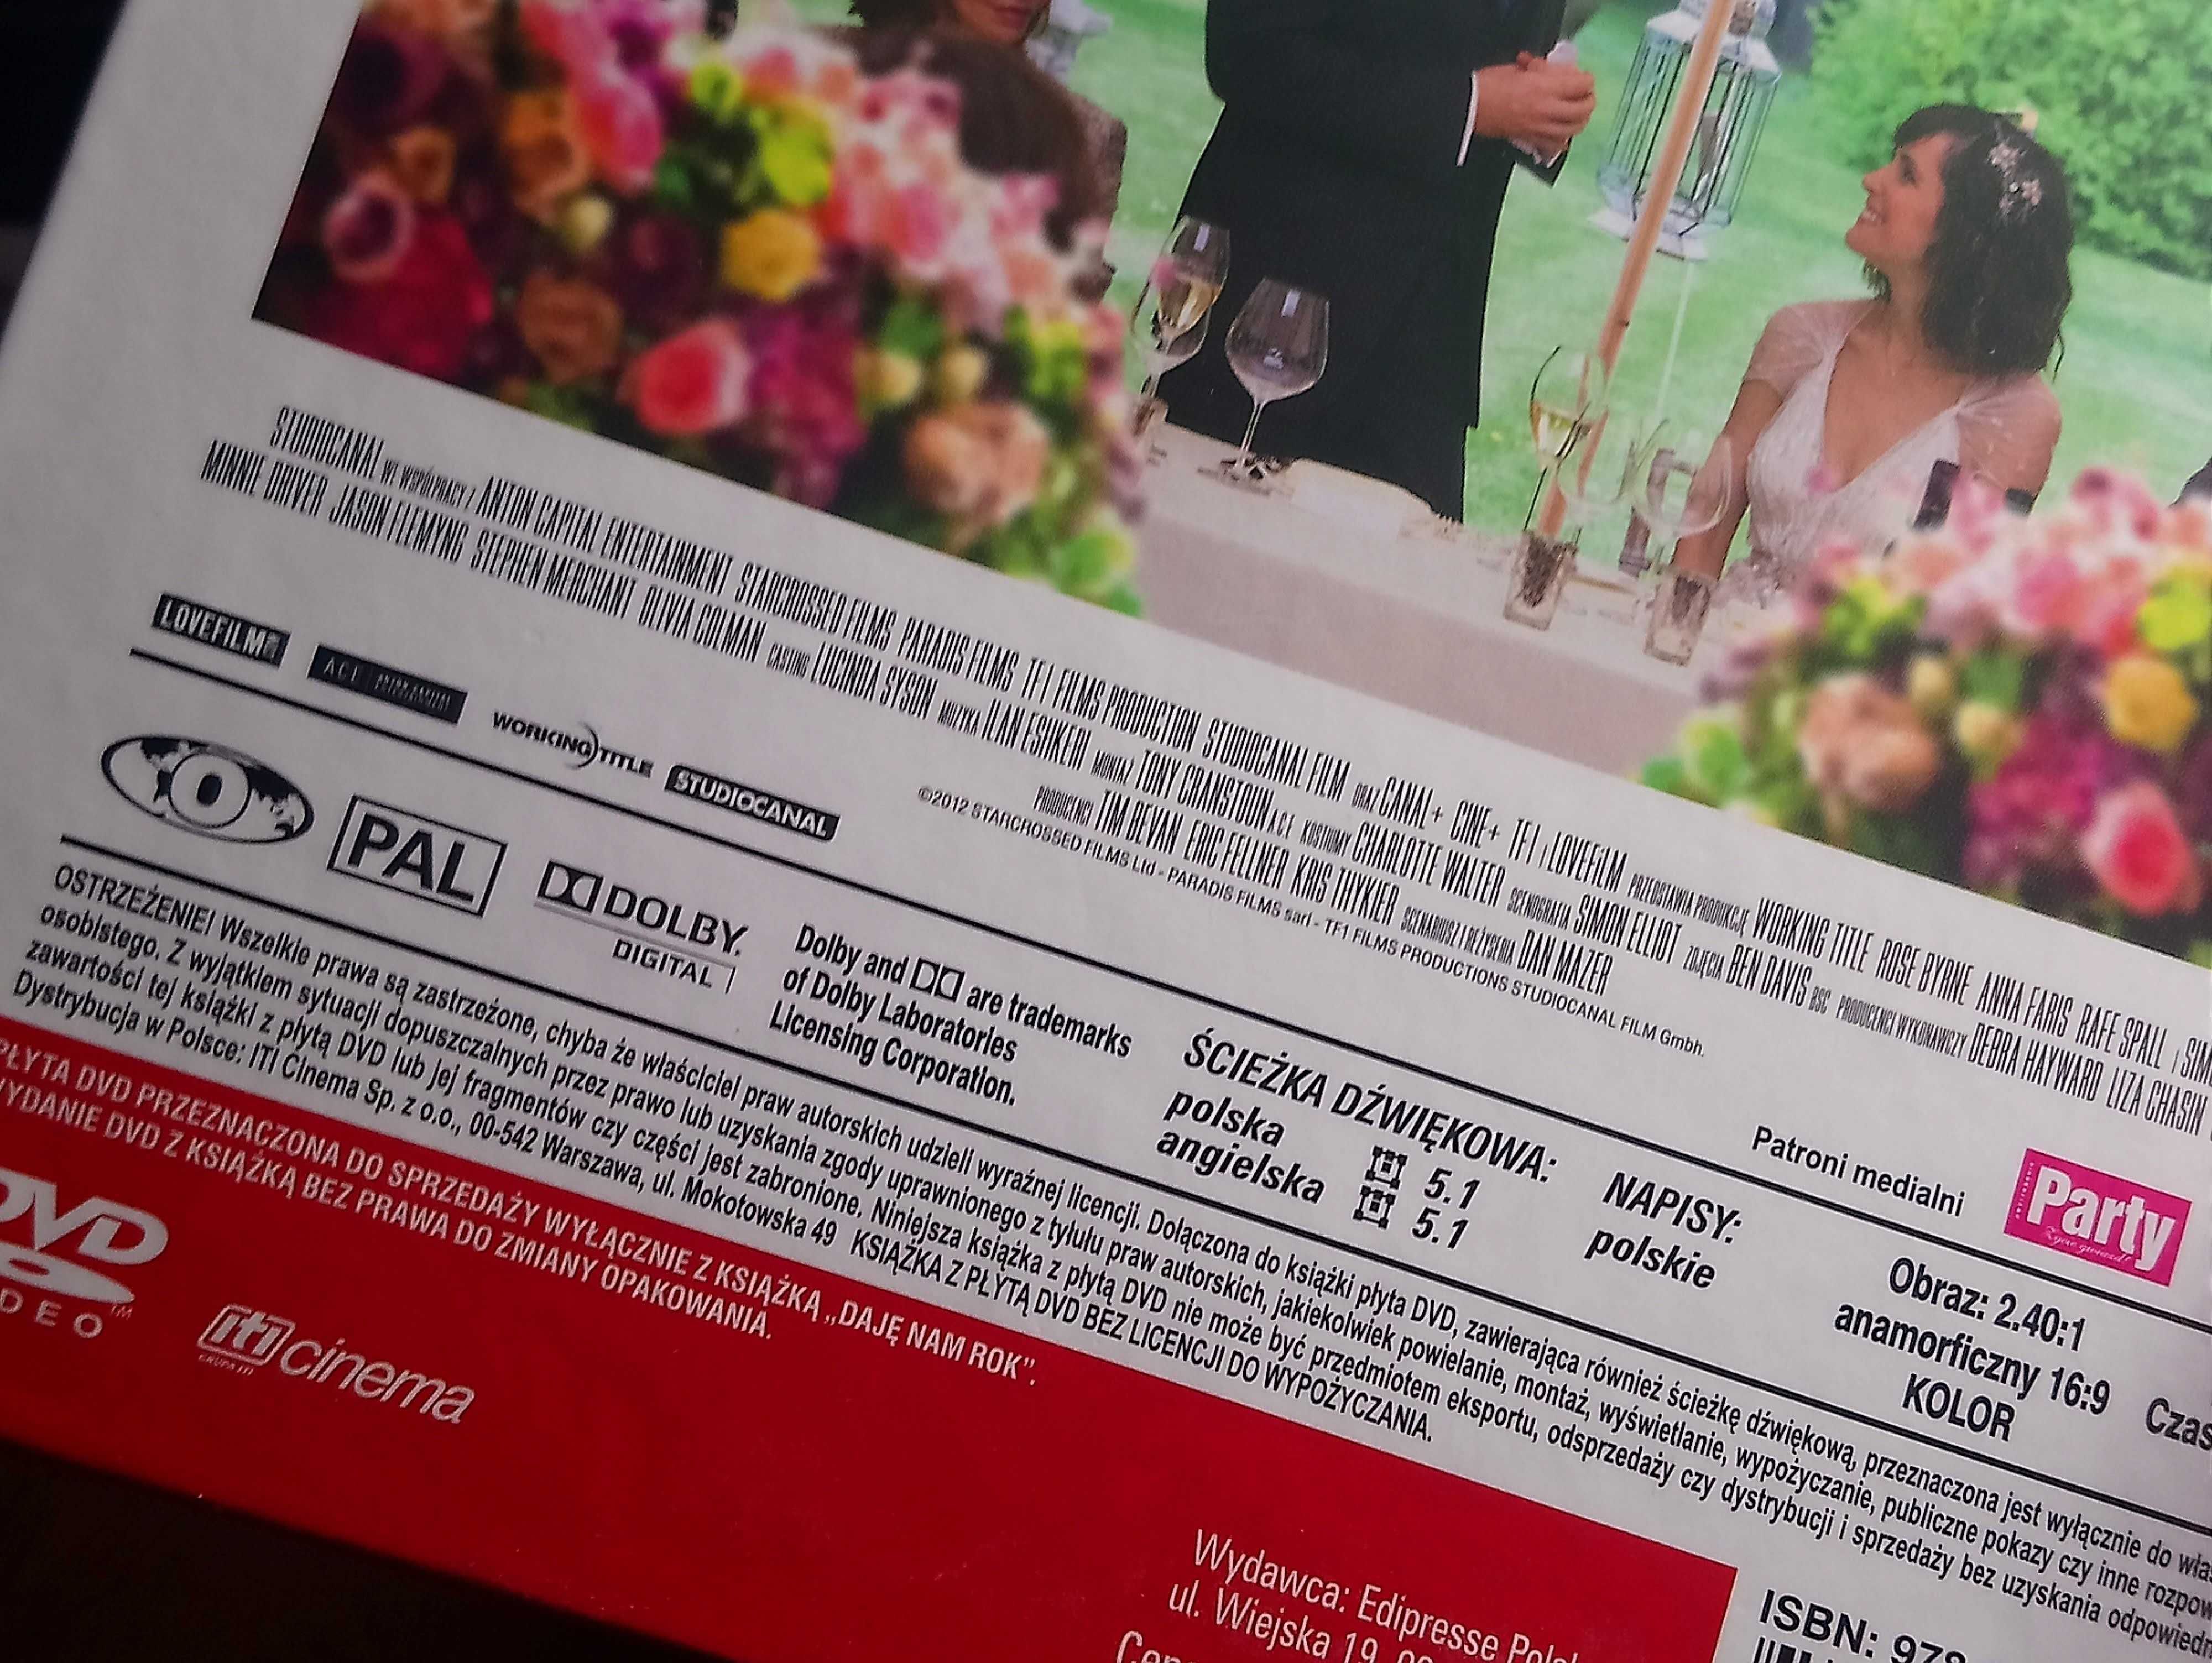 STUDIOCANAL WE WSPÓŁPRACY Z ANTON CAPITAL ENTERTAINMENT STARCROSSED FILMS PARADIS FILMS TF1 FILMS PRODUCTION STUDIOCANAL FILM ORAZ CANAL+ CINE+ TF1 I LOVEFiLM PRZEDSTAWIA PRODUKCJĘ WORKING TITLE ROSE BYRNE ANNA FARIS RAFE SPALL I
MINNIE DRIVER JASON FLEMYNG STEPHEN MERCHANT OLIVIA COLMAN CASTING LUCINDA SYSON MUZYKA ILAN ESHKERI MONTAŻ TONY CRANSTOUN A.C.E KOSTIUMY CHARLOTTE WALTER SCENOGRAFIA SIMON ELLIOT ZDJĘCIA BEN DAVIS BSC PRODUCENCI WYKONAWCZY DEBRA HAYWARD LIZA CHASIN
PRODUCENCI TIM BEVAN ERIC FELLNER KRIS THYKIER SCENARIUSZ I REŻYSERIA DAN MAZER
©2012 STARCROSSED FILMS Ltd - PARADIS FILMS sarl - TF1 FILMS PRODUCTIONS STUDIOCANAL FILM Gmbh.
LOVEFiLM
WORKING TITLE
STUDIOCANAL
Patroni medialni
Party
Życie gwiazd!
PAL
DOLBY
DIGITAL
Dolby and are trademarks
of Dolby Laboratories
Licensing Corporation.
ŚCIEŻKA DŹWIĘKOWA:
polska 5.1
angielska 5.1
NAPISY:
polskie
Obraz: 2.40:1
anamorficzny 16:9
KOLOR
Czas
OSTRZEŻENIE! Wszelkie prawa są zastrzeżone, chyba że właściciel praw autorskich udzieli wyraźnej licencji. Dołączona do książki płyta DVD, zawierająca również ścieżkę dźwiękową, przeznaczona jest wyłącznie do
osobistego. Z wyjątkiem sytuacji dopuszczalnych przez prawo lub uzyskania zgody uprawnionego z tytułu praw autorskich, jakiekolwiek powielanie, montaż, wyświetlanie, wypożyczanie, publiczne pokazy czy inne
zawartości tej książki z płytą DVD lub jej fragmentów czy części jest zabronione. Niniejsza książka z płytą DVD nie może być przedmiotem eksportu, odsprzedaży czy dystrybucji i sprzedaży bez uzyskania
Dystrybucja w Polsce: ITI Cinema Sp. z o.o., 00-542 Warszawa, ul. Mokotowska 49 KSIĄŻKA Z PŁYTĄ DVD BEZ LICENCJI DO WYPOŻYCZANIA.
PŁYTA DVD PRZEZNACZONA DO SPRZEDAŻY WYŁĄCZNIE Z KSIĄŻKĄ „DAJĘ NAM ROK”.
WYDANIE DVD Z KSIĄŻKĄ BEZ PRAWA DO ZMIANY OPAKOWANIA.
DVD
VIDEO™
iti cinema
GRUPA ITI
Wydawca: Edipresse
ul. Wiejska 19,
ISBN: 978